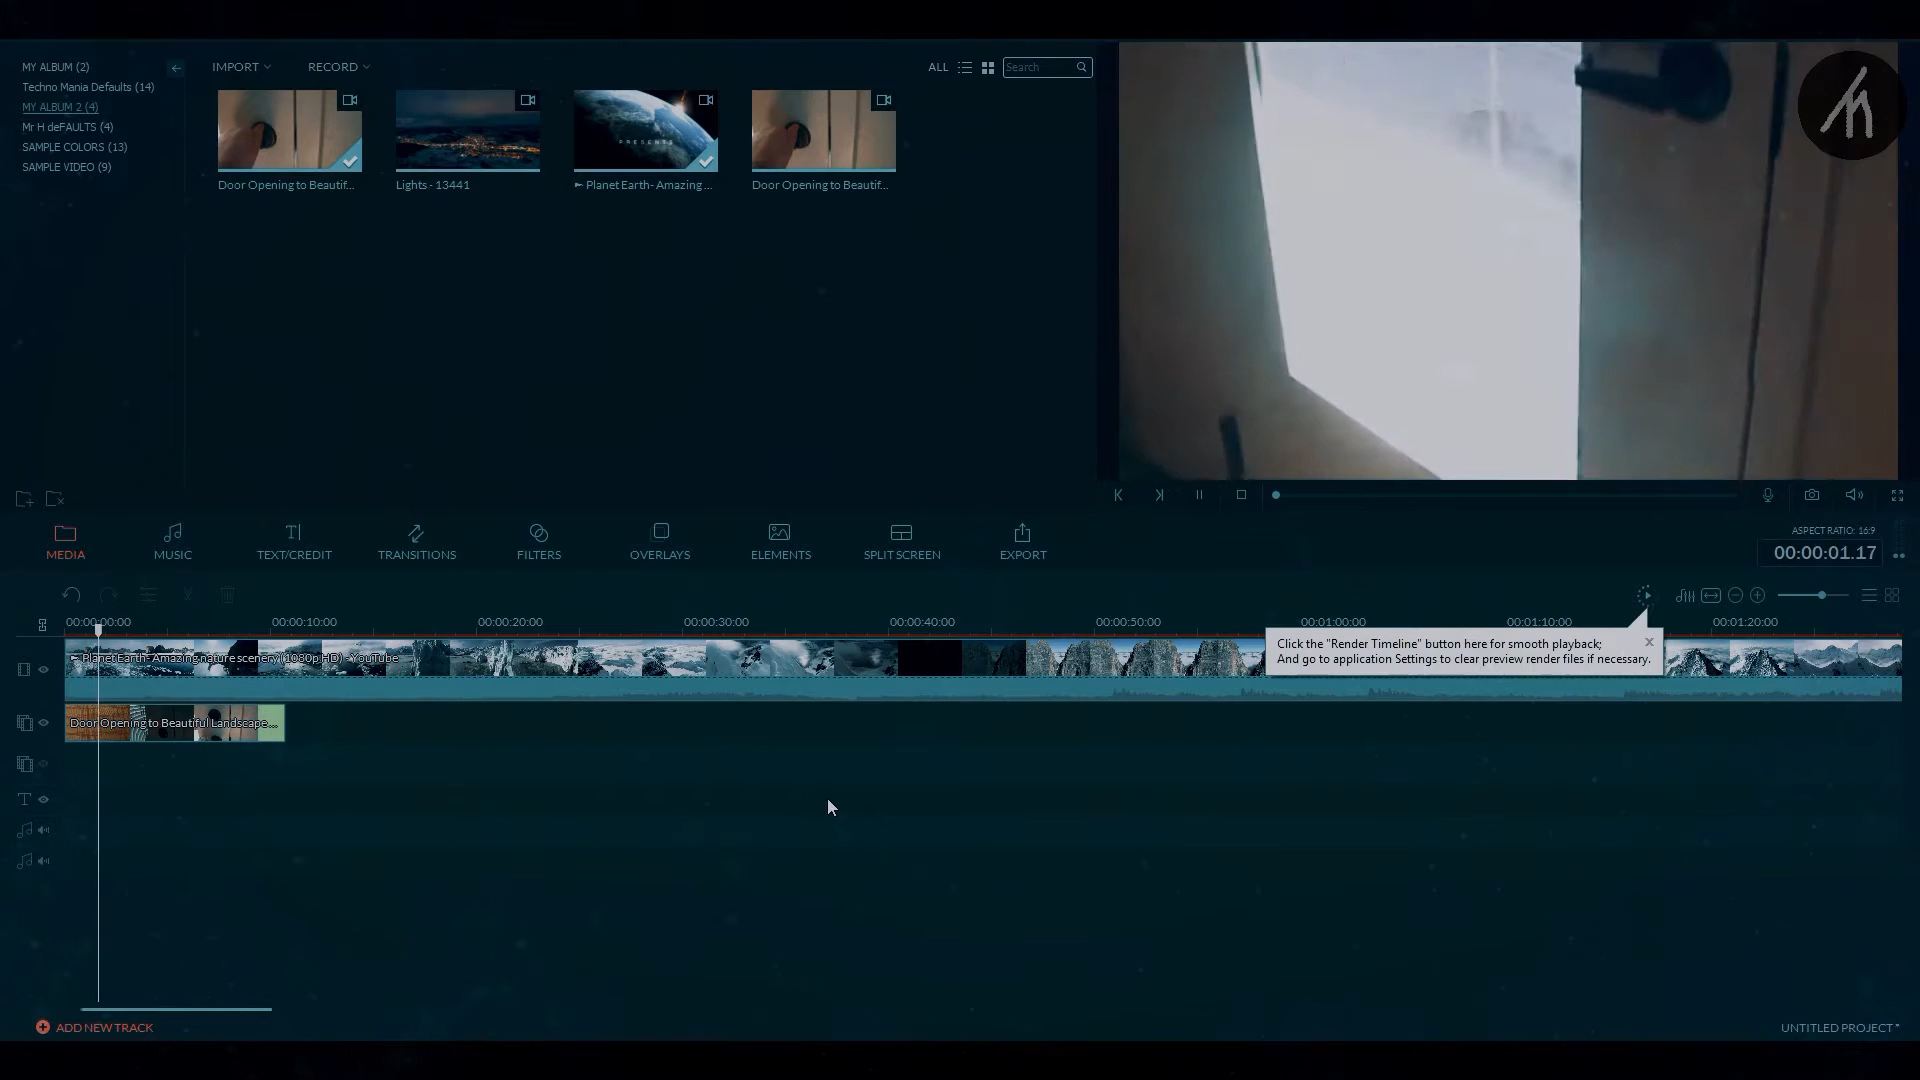 MY ALBUM (2)
Techno Mania Defaults (14)
MY ALBUM 2 (4)
Mr H deFAULTS (4)
SAMPLE COLORS (13)
SAMPLE VIDEO (9)
IMPORT
RECORD
ALL
Search
PRESENTS
Door Opening to Beautif...
Lights - 13441
Planet Earth- Amazing ...
Door Opening to Beautif...
MEDIA
MUSIC
TEXT/CREDIT
TRANSITIONS
FILTERS
OVERLAYS
ELEMENTS
SPLIT SCREEN
EXPORT
ASPECT RATIO: 16:9
00:00:01.17
00:00:00:00
00:00:10:00
00:00:20:00
00:00:30:00
00:00:40:00
00:00:50:00
00:01:00:00
00:01:10:00
00:01:20:00
Click the "Render Timeline" button here for smooth playback;
And go to application Settings to clear preview render files if necessary.
x
Planet Earth- Amazing nature scenery (1080p HD) - YouTube
Door Opening to Beautiful Landscape...
ADD NEW TRACK
UNTITLED PROJECT *